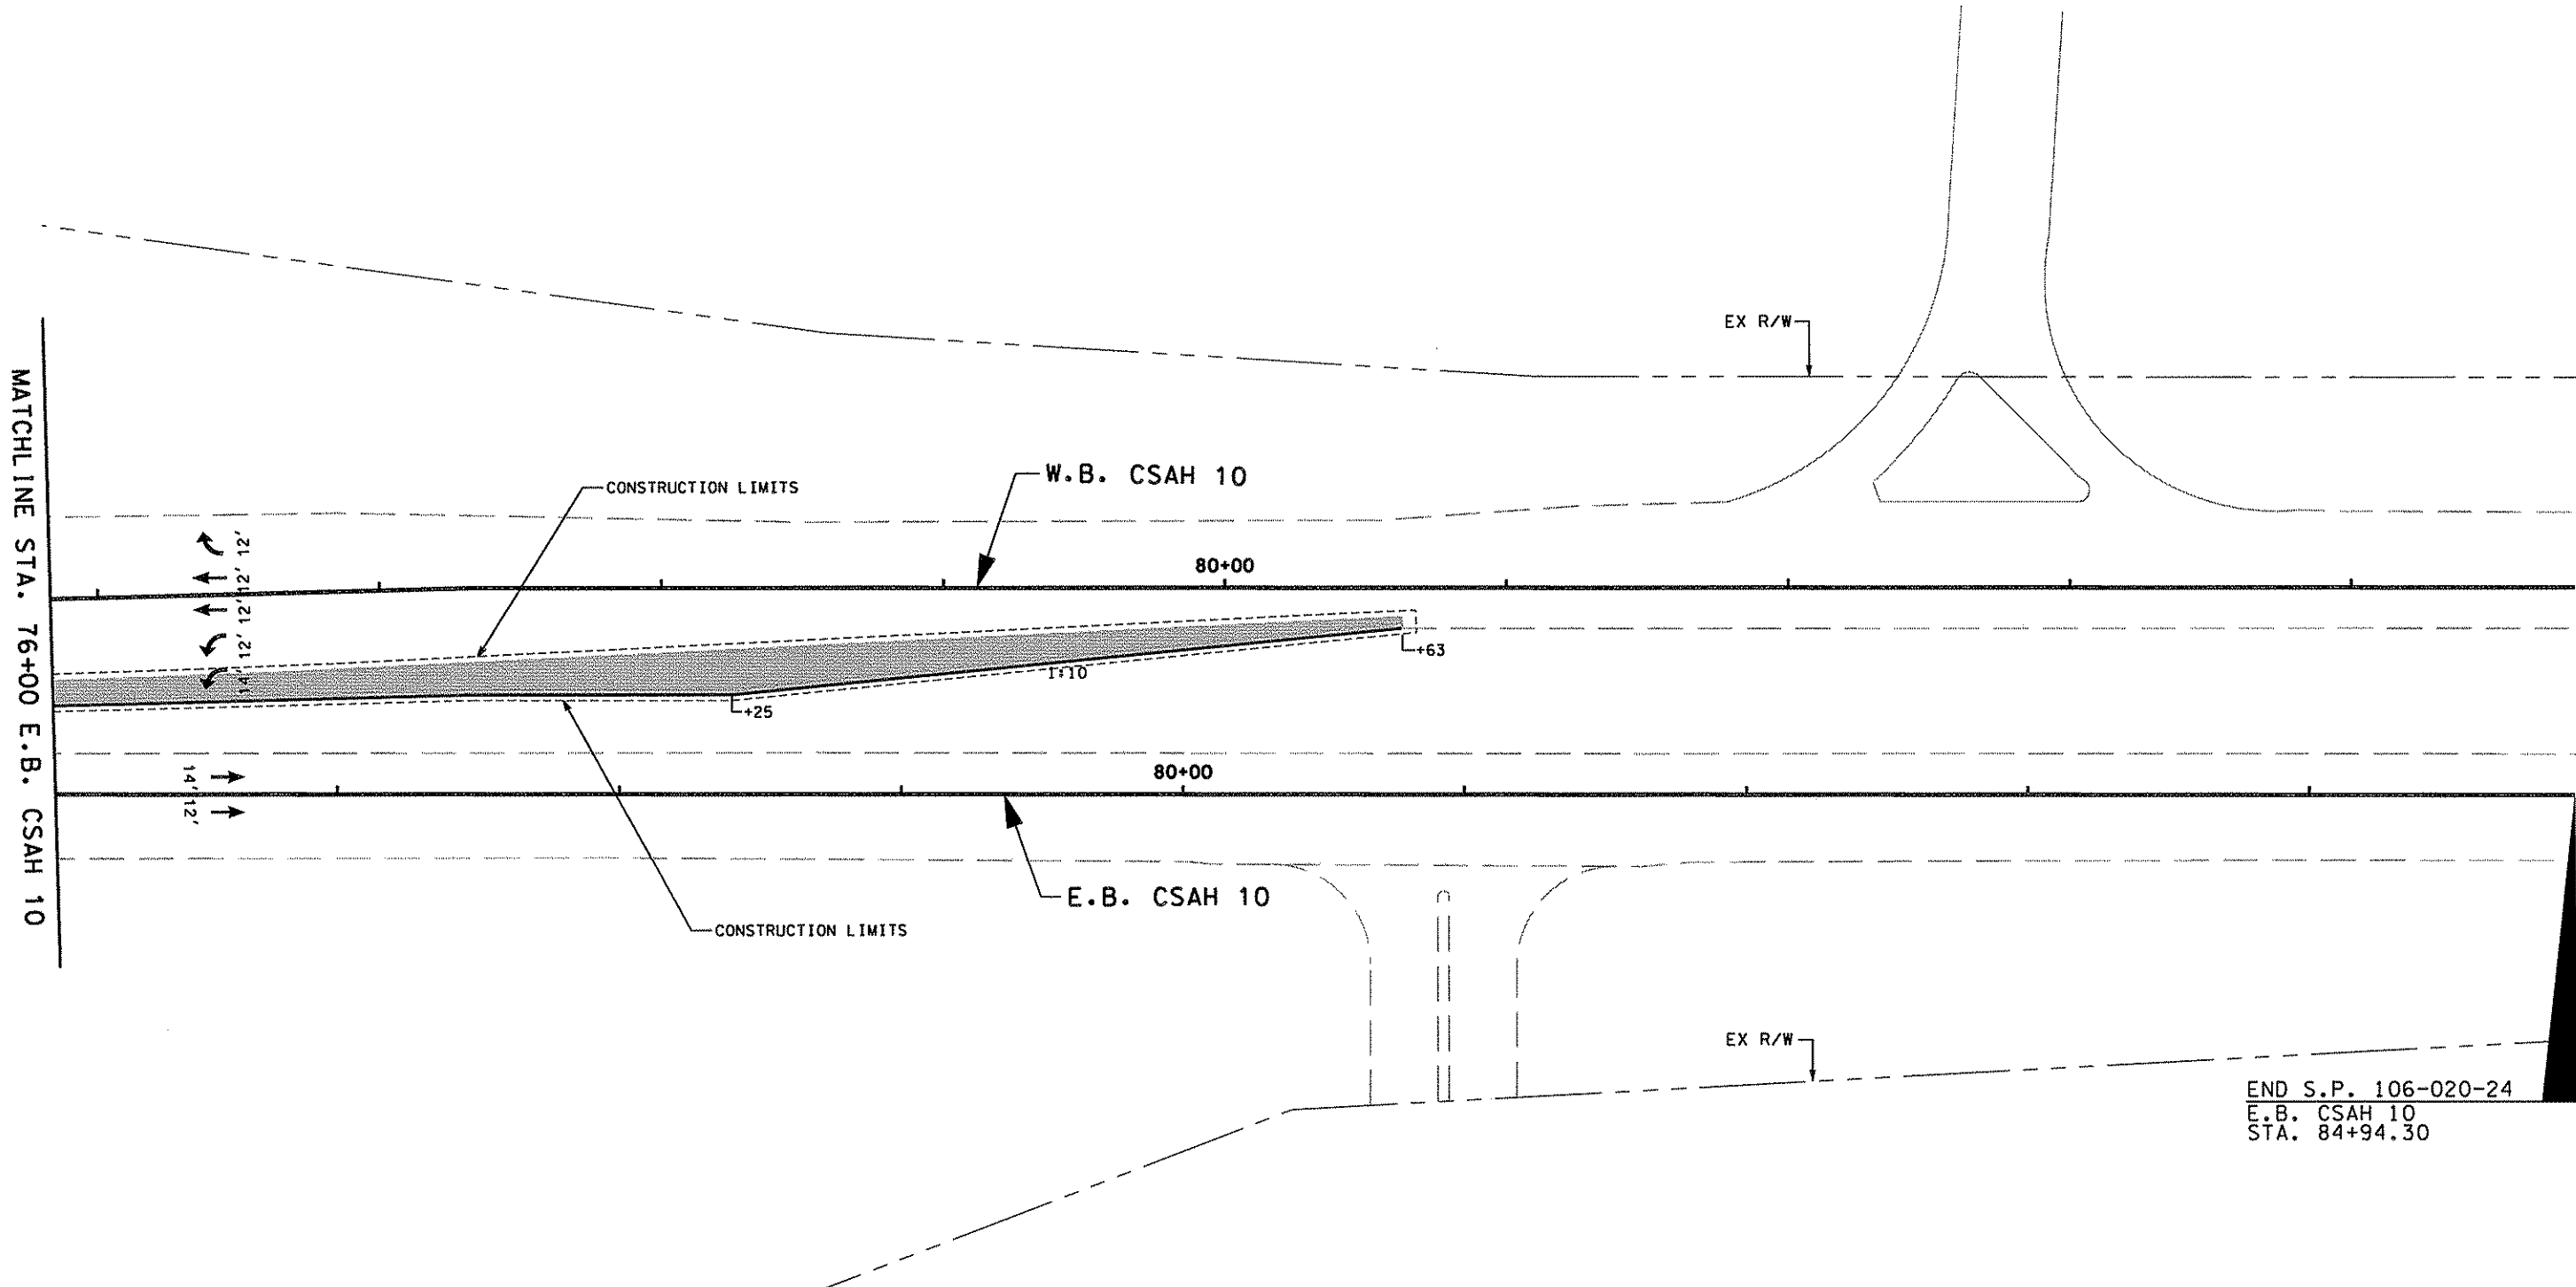 MATCHLINE STA. 76+00 E.B. CSAH 10
EX R/W
W.B. CSAH 10
CONSTRUCTION LIMITS
12'
12'
12'
12'
14'
80+00
+63
1:10
+25
14'
12'
80+00
E.B. CSAH 10
CONSTRUCTION LIMITS
EX R/W
END S.P. 106-020-24
E.B. CSAH 10
STA. 84+94.30